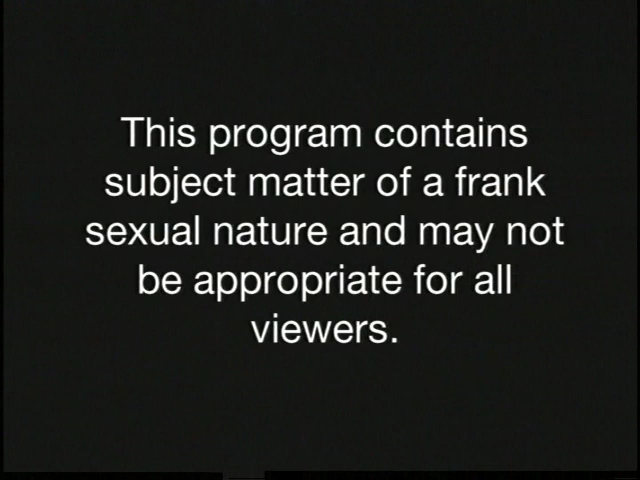 This program contains
subject matter of a frank
sexual nature and may not
be appropriate for all
viewers.